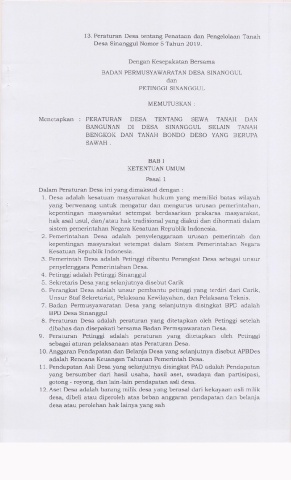 13. Peraturan Desa tentang Penataan dan Pengelolaan Tanah
Desa Sinanggul Nomor 5 Tahun 2019.
Dengan Kesepakatan Bersama
BADAN PERMUSYAWARATAN DESA SINANGGUL
dan
PETINGGI SINANGGUL
MEMUTUSKAN :
Menetapkan : PERATURAN DESA TENTANG SEWA TANAH DAN
BANGUNAN DI DESA SINANGGUL SELAIN TANAH
BENGKOK DAN TANAH BONDO DESO YANG BERUPA
SAWAH .
BAB I
KETENTUAN UMUM
Pasal 1
Dalam Peraturan Desa ini yang dimaksud dengan :
1. Desa adalah kesatuan masyarakat hukum yang memiliki batas wilayah
yang berwenang untuk mengatur dan mengurus urusan pemerintahan,
kepentingan masyarakat setempat berdasarkan prakarsa masyarakat,
hak asal usul, dan/atau hak tradisional yang diakui dan dihormati dalam
sistem pemerintahan Negara Kesatuan Republik Indonesia.
2. Pemerintahan Desa adalah penyelenggaraan urusan pemerintah dan
kepentingan masyarakat setempat dalam Sistem Pemerintahan Negara
Kesatuan Republik Indonesia.
3. Pemerintah Desa adalah Petinggi dibantu Perangkat Desa sebagai unsur
penyelenggara Pemerintahan Desa.
4. Petinggi adalah Petinggi Sinanggul
5. Sekretaris Desa yang selanjutnya disebut Carik
6. Perangkat Desa adalah unsur pembantu petinggi yang terdiri dari Carik,
Unsur Staf Sekretariat, Pelaksana Kewilayahan, dan Pelaksana Teknis.
7. Badan Permusyawaratan Desa yang selanjutnya disingkat BPD adalah
BPD Desa Sinanggul
8. Peraturan Desa adalah peraturan yang ditetapkan oleh Petinggi setelah
dibahas dan disepakati bersama Badan Permusyawaratan Desa.
9. Peraturan Petinggi adalah peraturan yang ditetapkan oleh Petinggi
sebagai aturan pelaksanaan atas Peraturan Desa.
10. Anggaran Pendapatan dan Belanja Desa yang selanjutnya disebut APBDes
adalah Rencana Keuangan Tahunan Pemerintah Desa.
11. Pendapatan Asli Desa yang selanjutnya disingkat PAD adalah Pendapatan
yang bersumber dari hasil usaha, hasil aset, swadaya dan partisipasi,
gotong - royong, dan lain-lain pendapatan asli desa.
12. Aset Desa adalah barang milik desa yang berasal dari kekayaan asli milik
desa, dibeli atau diperoleh atas beban anggaran pendapatan dan belanja
desa atau perolehan hak lainya yang sah